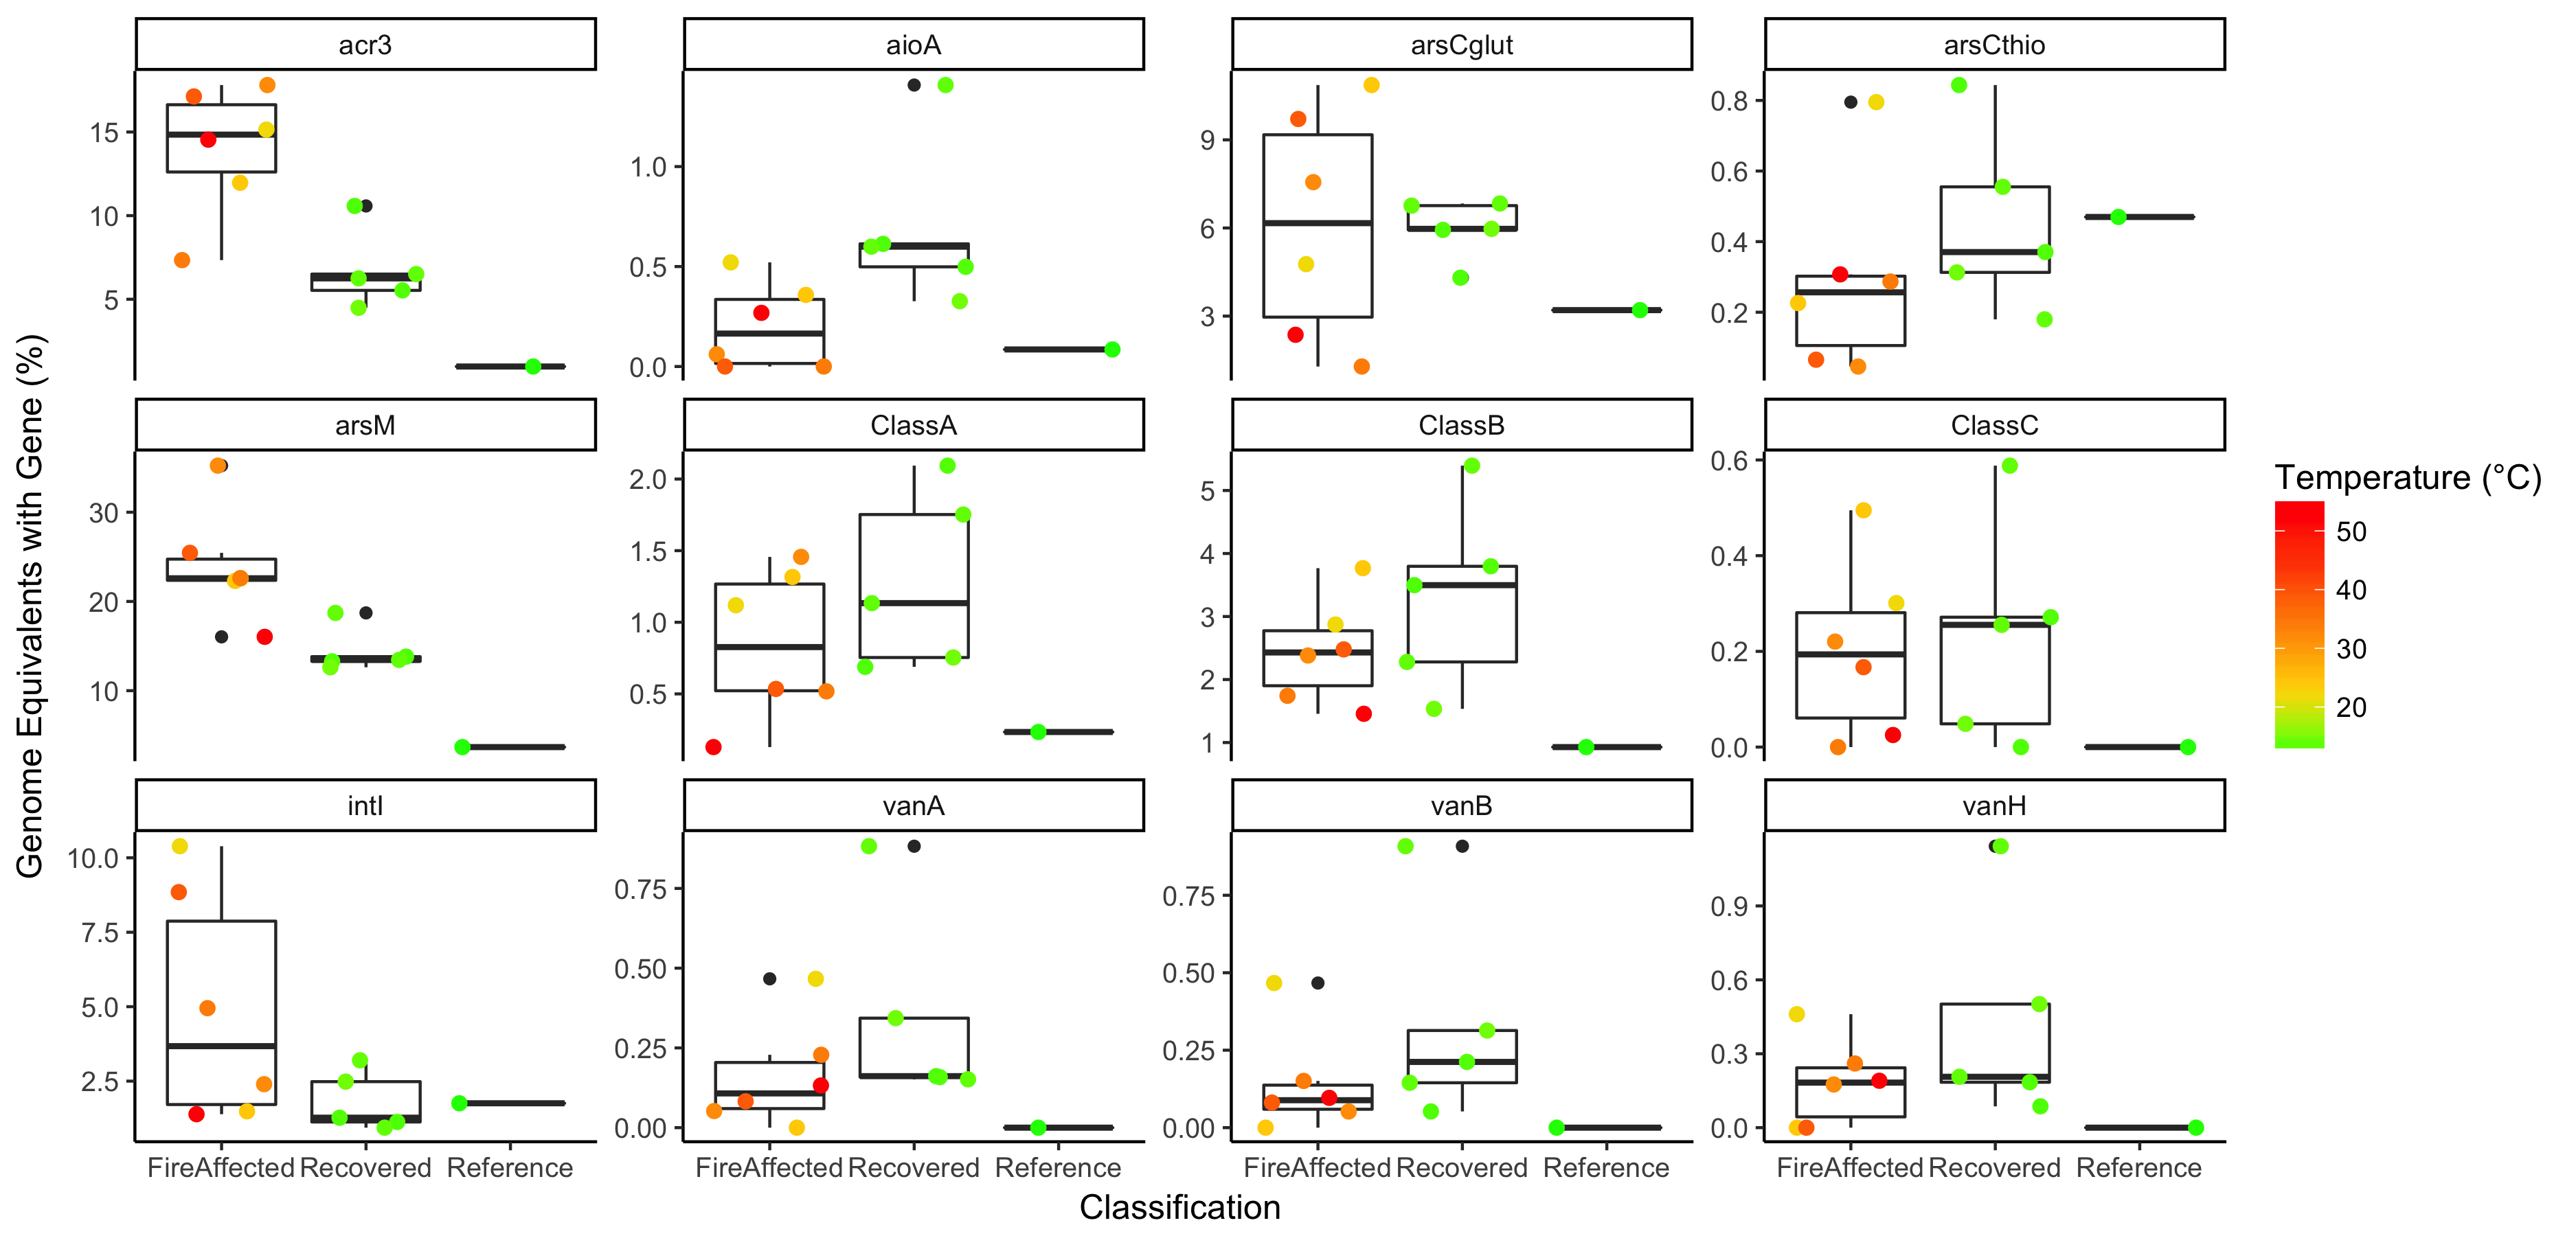 acr3 aioA arsCglut arsCthio
15 10 5
1.0 0.5 0.0
9 6 3
0.8 0.6 0.4 0.2
arsM ClassA ClassB ClassC
30 20 10
2.0 1.5 1.0 0.5
5 4 3 2 1
0.6 0.4 0.2 0.0
intI vanA vanB vanH
10.0 7.5 5.0 2.5
0.75 0.50 0.25 0.00
0.75 0.50 0.25 0.00
0.9 0.6 0.3 0.0
FireAffected Recovered Reference
FireAffected Recovered Reference
FireAffected Recovered Reference
FireAffected Recovered Reference
Classification
Genome Equivalents with Gene (%)
Temperature (°C)
50
40
30
20